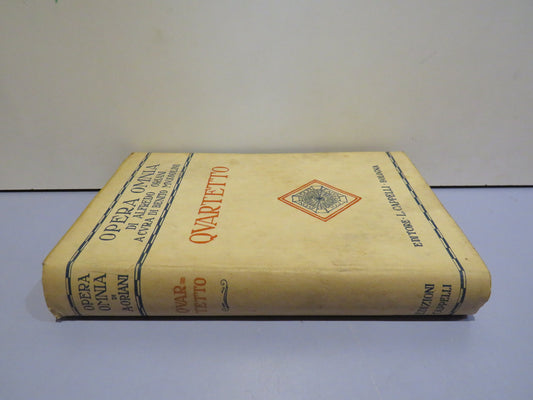 OPERA OMNIA
DI ALFREDO ORIANI
A CURA DI BENITO MUSSOLINI
QVARTETTO
EDITORE · L. CAPPELLI · BOLOGNA
OPERA
OMNIA
DI
A. ORIANI
QVAR=
TETTO
EDIZIONI
CAPPELLI